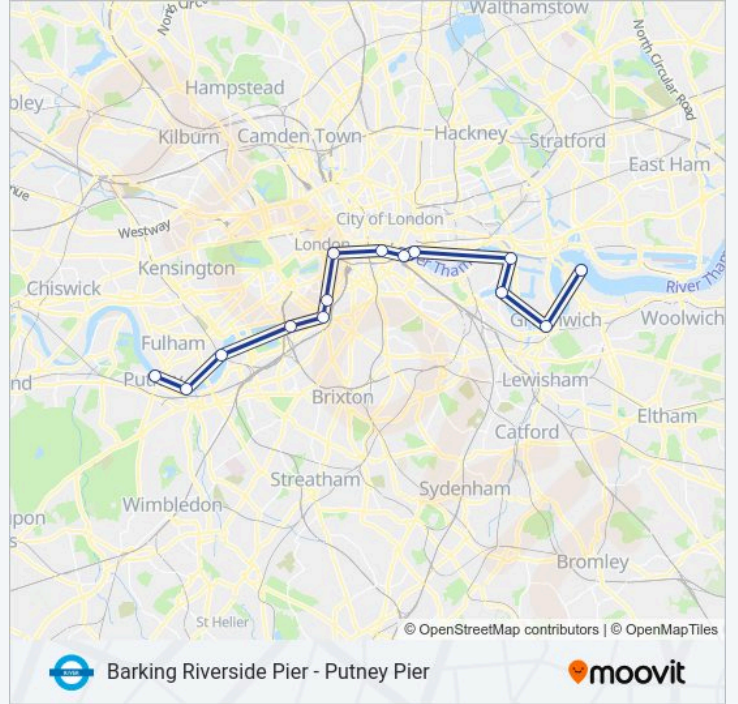 Walthamstow
North Circular Road
Hampstead
Kilburn
Camden Town
Hackney
Stratford
East Ham
Westway
City of London
London
Kensington
River Tham
Chiswick
Woolwich
Fulham
Lewisham
Brixton
Eltham
Catford
Streatham
Sydenham
Wimbledon
Bromley
St Helier
© OpenStreetMap contributors | © OpenMapTiles
RIVER
Barking Riverside Pier - Putney Pier
moovit